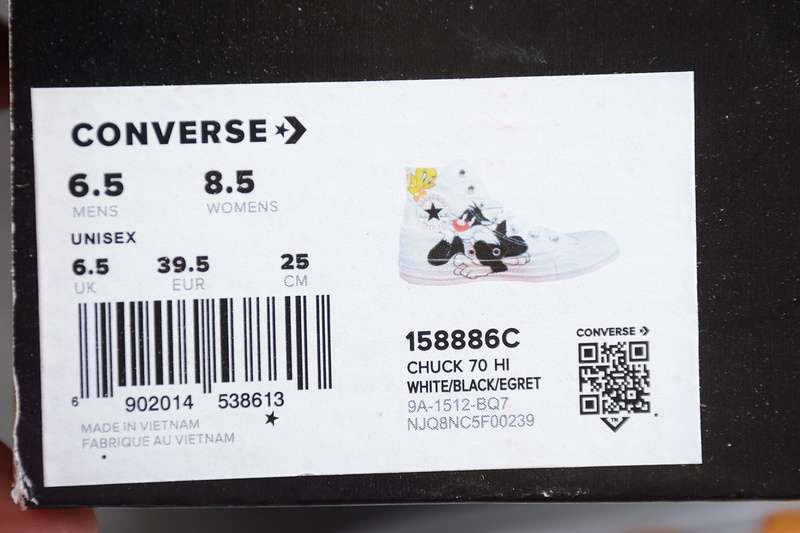 CONVERSE
6.5 8.5
MENS WOMENS
UNISEX
6.5 39.5 25
UK EUR CM
6 902014 538613
MADE IN VIETNAM
FABRIQUE AU VIETNAM
158886C
CHUCK 70 HI
WHITE/BLACK/EGRET
9A-1512-BQ7
NJQ8NC5F00239
CONVERSE
TM